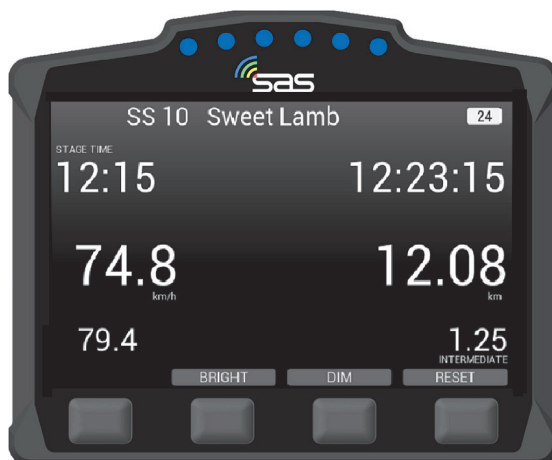 sas
SS 10 Sweet Lamb 24
STAGE TIME
12:15 12:23:15
74.8 12.08
km/h km
79.4 1.25
INTERMEDIATE
BRIGHT DIM RESET